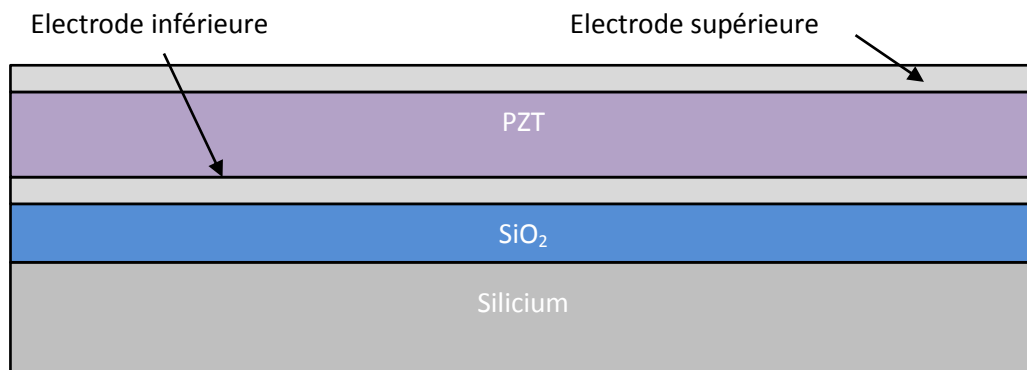 Electrode inférieure
Electrode supérieure
PZT
SiO₂
Silicium